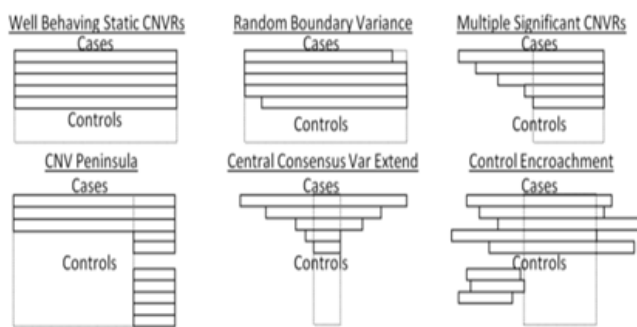 Well Behaving Static CNVRs
Cases
Controls
Random Boundary Variance
Cases
Controls
Multiple Significant CNVRs
Cases
Controls
CNV Peninsula
Cases
Controls
Central Consensus Var Extend
Cases
Controls
Control Encroachment
Cases
Controls